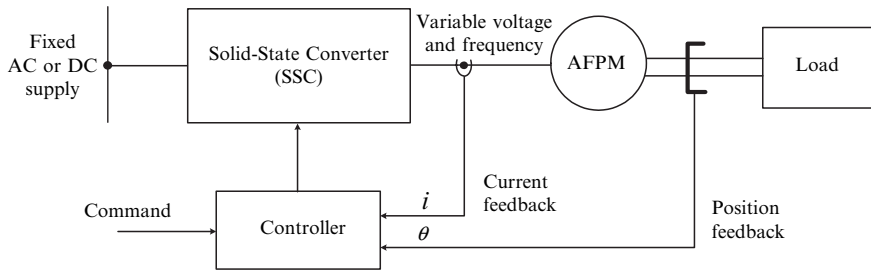 Fixed
AC or DC
supply
Solid-State Converter
(SSC)
Variable voltage
and frequency
AFPM
Load
Command
Controller
i
θ
Current
feedback
Position
feedback